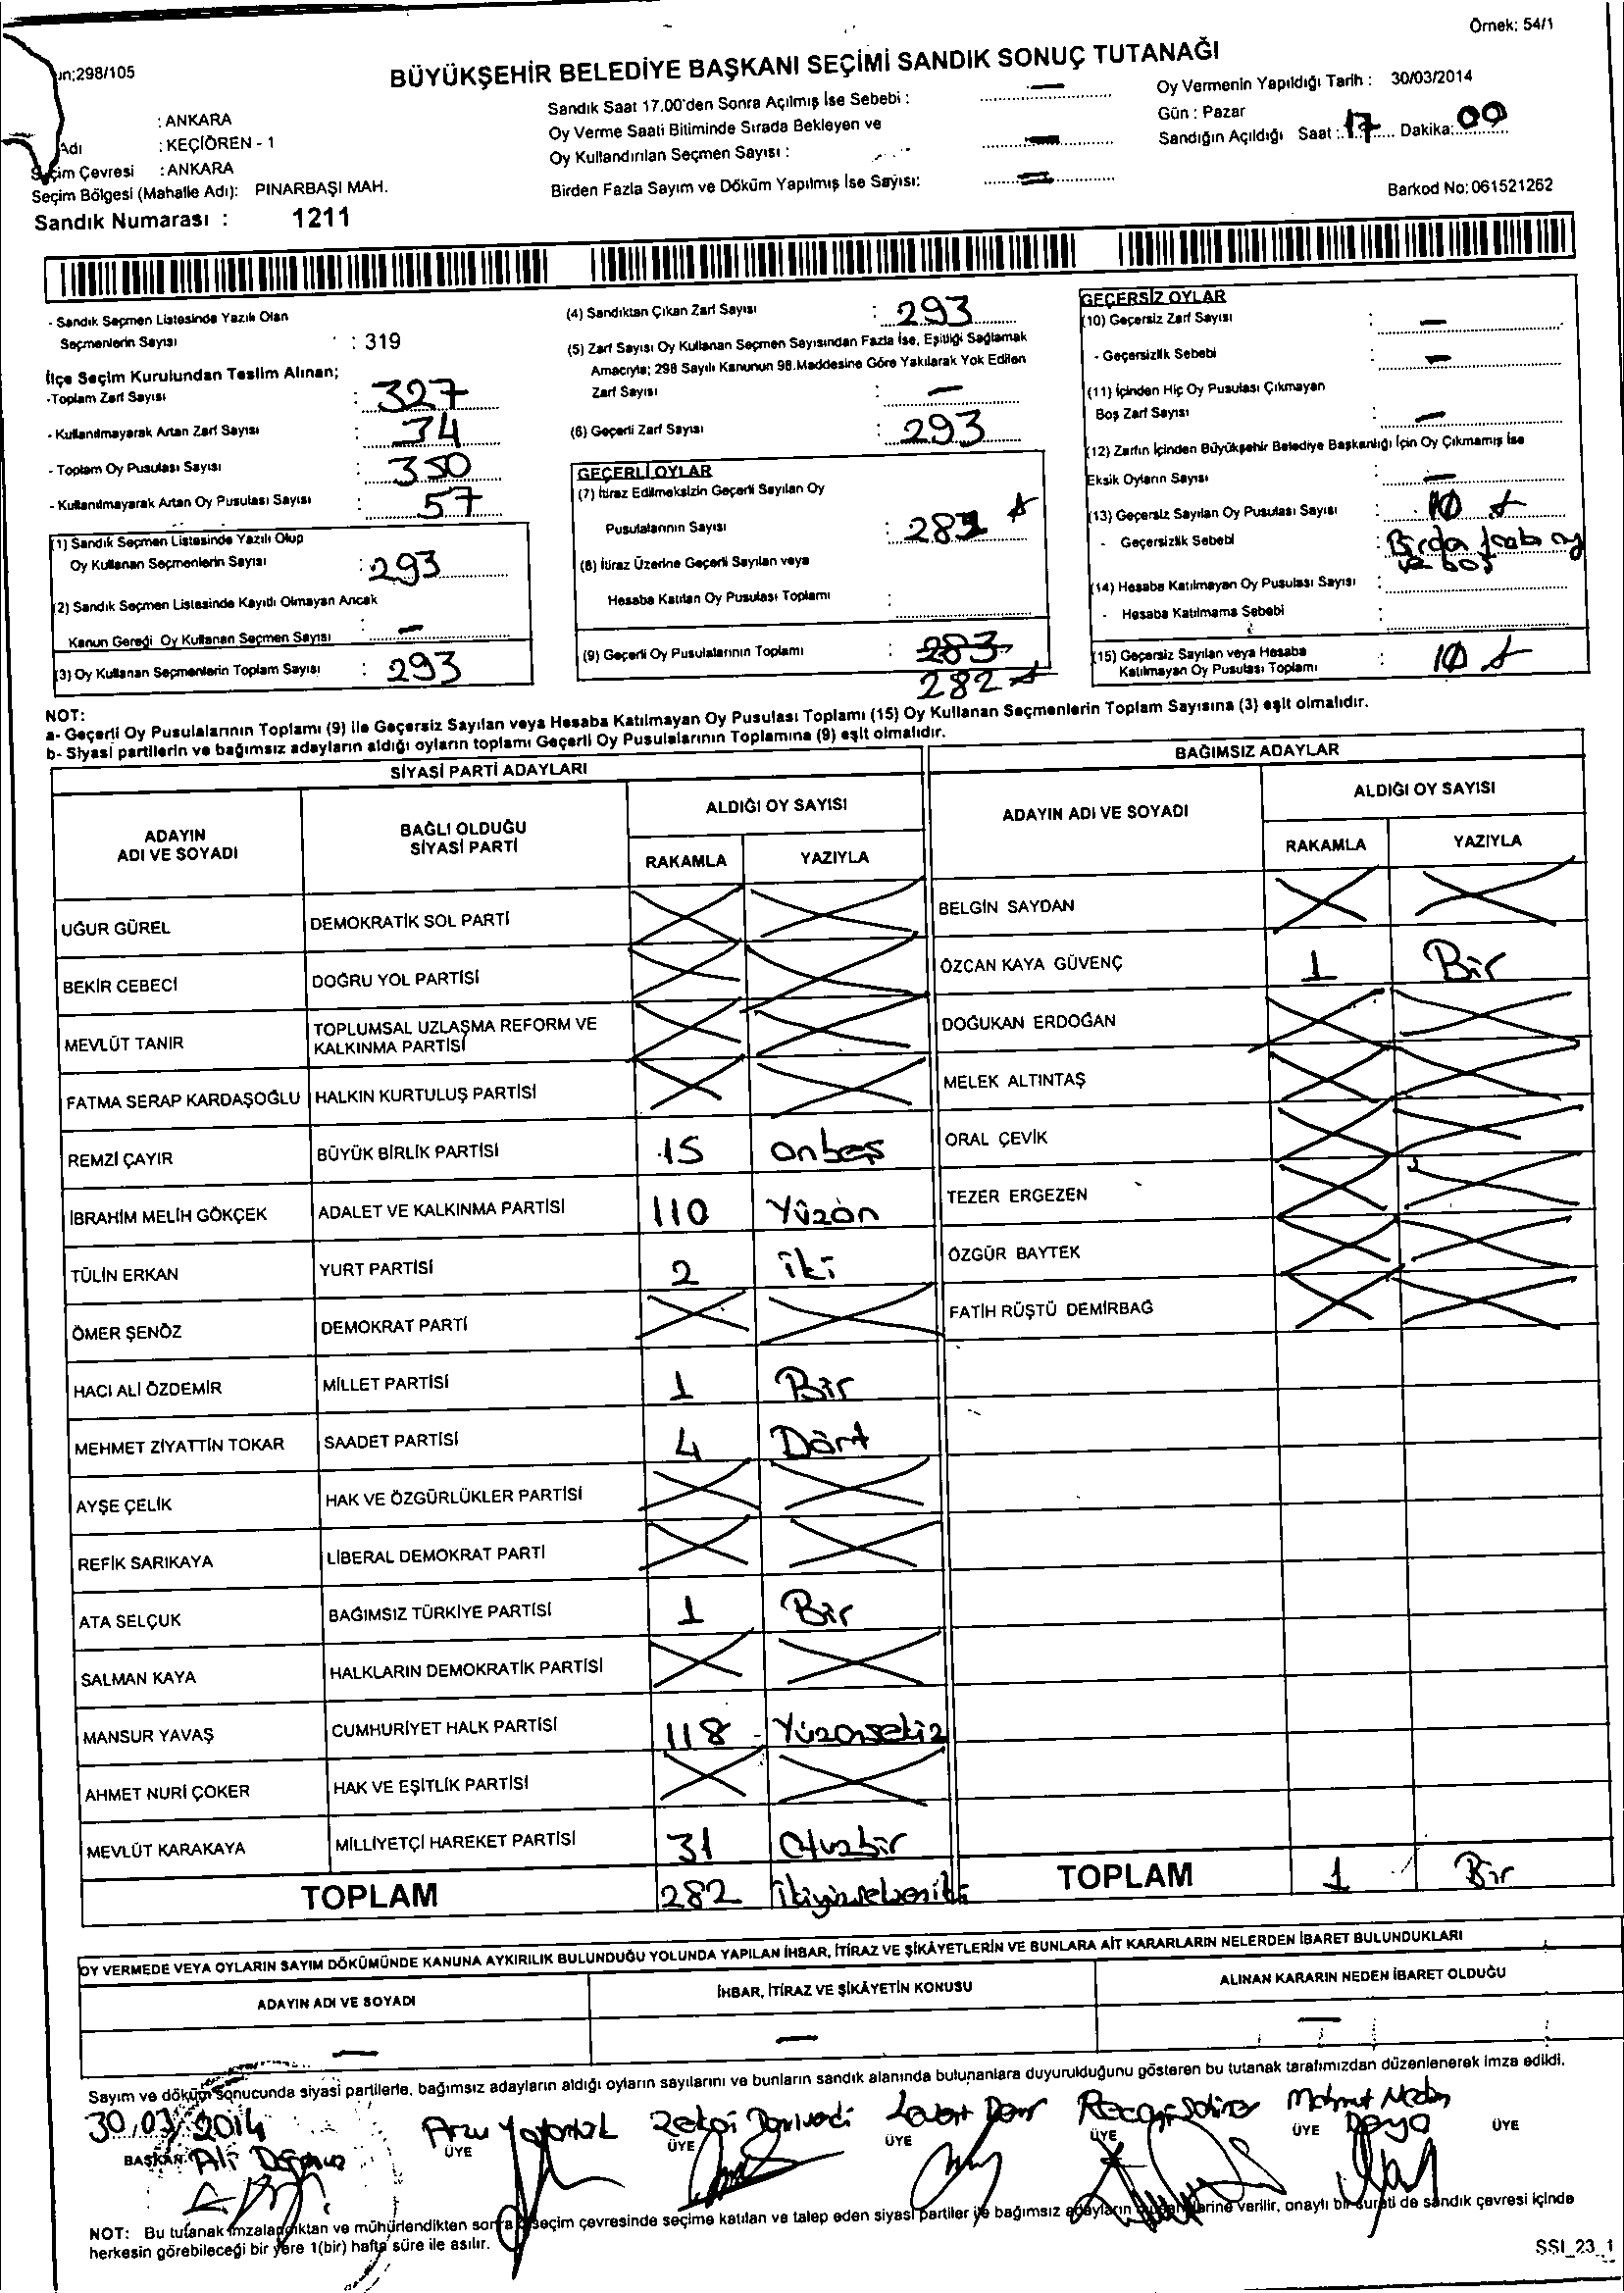 Örnek: 54/1
un:298/105
BÜYÜKŞEHİR BELEDİYE BAŞKANI SEÇİMİ SANDIK SONUÇ TUTANAĞI
: ANKARA
Adı : KEÇİÖREN - 1
Seçim Çevresi : ANKARA
Seçim Bölgesi (Mahalle Adı): PINARBAŞI MAH.
Sandık Numarası : 1211
Sandık Saat 17.00'den Sonra Açılmış İse Sebebi : —
Oy Verme Saati Bitiminde Sırada Bekleyen ve
Oy Kullandırılan Seçmen Sayısı : —
Birden Fazla Sayım ve Döküm Yapılmış İse Sayısı: —
Oy Vermenin Yapıldığı Tarih : 30/03/2014
Gün : Pazar
Sandığın Açıldığı Saat : 17 Dakika: 00
Barkod No: 061521262
- Sandık Seçmen Listesinde Yazılı Olan
Seçmenlerin Sayısı : 319
İlçe Seçim Kurulundan Teslim Alınan;
-Toplam Zarf Sayısı : 327
- Kullanılmayarak Artan Zarf Sayısı : 34
- Toplam Oy Pusulası Sayısı : 350
- Kullanılmayarak Artan Oy Pusulası Sayısı : 57
(1) Sandık Seçmen Listesinde Yazılı Olup
Oy Kullanan Seçmenlerin Sayısı : 293
(2) Sandık Seçmen Listesinde Kayıtlı Olmayan Ancak
Kanun Gereği Oy Kullanan Seçmen Sayısı : —
(3) Oy Kullanan Seçmenlerin Toplam Sayısı : 293
(4) Sandıktan Çıkan Zarf Sayısı : 293
(5) Zarf Sayısı Oy Kullanan Seçmen Sayısından Fazla İse, Eşitliği Sağlamak
Amacıyla; 298 Sayılı Kanunun 98.Maddesine Göre Yakılarak Yok Edilen
Zarf Sayısı : —
(6) Geçerli Zarf Sayısı : 293
GEÇERLİ OYLAR
(7) İtiraz Edilmeksizin Geçerli Sayılan Oy
Pusulalarının Sayısı : 282
(8) İtiraz Üzerine Geçerli Sayılan veya
Hesaba Katılan Oy Pusulası Toplamı :
(9) Geçerli Oy Pusulalarının Toplamı : 283
282
GEÇERSİZ OYLAR
(10) Geçersiz Zarf Sayısı : —
- Geçersizlik Sebebi : —
(11) İçinden Hiç Oy Pusulası Çıkmayan
Boş Zarf Sayısı : —
(12) Zarfın İçinden Büyükşehir Belediye Başkanlığı İçin Oy Çıkmamış İse
Eksik Oyların Sayısı : —
(13) Geçersiz Sayılan Oy Pusulası Sayısı : 10
- Geçersizlik Sebebi : Birden fazla oy
ve boş
(14) Hesaba Katılmayan Oy Pusulası Sayısı :
- Hesaba Katılmama Sebebi :
(15) Geçersiz Sayılan veya Hesaba
Katılmayan Oy Pusulası Toplamı : 10
NOT:
a- Geçerli Oy Pusulalarının Toplamı (9) ile Geçersiz Sayılan veya Hesaba Katılmayan Oy Pusulası Toplamı (15) Oy Kullanan Seçmenlerin Toplam Sayısına (3) eşit olmalıdır.
b- Siyasi partilerin ve bağımsız adayların aldığı oyların toplamı Geçerli Oy Pusulalarının Toplamına (9) eşit olmalıdır.
SİYASİ PARTİ ADAYLARI
ADAYIN ADI VE SOYADI
BAĞLI OLDUĞU SİYASİ PARTİ
ALDIĞI OY SAYISI
RAKAMLA YAZIYLA
UĞUR GÜREL DEMOKRATİK SOL PARTİ
BEKİR CEBECİ DOĞRU YOL PARTİSİ
MEVLÜT TANIR TOPLUMSAL UZLAŞMA REFORM VE
KALKINMA PARTİSİ
FATMA SERAP KARDAŞOĞLU HALKIN KURTULUŞ PARTİSİ
REMZİ ÇAYIR BÜYÜK BİRLİK PARTİSİ 15 onbeş
İBRAHİM MELİH GÖKÇEK ADALET VE KALKINMA PARTİSİ 110 Yüzon
TÜLİN ERKAN YURT PARTİSİ 2 iki
ÖMER ŞENÖZ DEMOKRAT PARTİ
HACI ALİ ÖZDEMİR MİLLET PARTİSİ 1 Bir
MEHMET ZİYATTİN TOKAR SAADET PARTİSİ 4 Dört
AYŞE ÇELİK HAK VE ÖZGÜRLÜKLER PARTİSİ
REFİK SARIKAYA LİBERAL DEMOKRAT PARTİ
ATA SELÇUK BAĞIMSIZ TÜRKİYE PARTİSİ 1 Bir
SALMAN KAYA HALKLARIN DEMOKRATİK PARTİSİ
MANSUR YAVAŞ CUMHURİYET HALK PARTİSİ 118 Yüzonsekiz
AHMET NURİ ÇOKER HAK VE EŞİTLİK PARTİSİ
MEVLÜT KARAKAYA MİLLİYETÇİ HAREKET PARTİSİ 31 Otuzbir
TOPLAM 282 ikiyüzsekseniki
BAĞIMSIZ ADAYLAR
ADAYIN ADI VE SOYADI
ALDIĞI OY SAYISI
RAKAMLA YAZIYLA
BELGİN SAYDAN
ÖZCAN KAYA GÜVENÇ 1 Bir
DOĞUKAN ERDOĞAN
MELEK ALTINTAŞ
ORAL ÇEVİK
TEZER ERGEZEN
ÖZGÜR BAYTEK
FATİH RÜŞTÜ DEMİRBAĞ
TOPLAM 1 Bir
OY VERMEDE VEYA OYLARIN SAYIM DÖKÜMÜNDE KANUNA AYKIRILIK BULUNDUĞU YOLUNDA YAPILAN İHBAR, İTİRAZ VE ŞİKÂYETLERİN VE BUNLARA AİT KARARLARIN NELERDEN İBARET BULUNDUKLARI
ADAYIN ADI VE SOYADI İHBAR, İTİRAZ VE ŞİKÂYETİN KONUSU ALINAN KARARIN NEDEN İBARET OLDUĞU
— — —
Sayım ve döküm sonucunda siyasi partilerle, bağımsız adayların aldığı oyların sayılarını ve bunların sandık alanında bulunanlara duyurulduğunu gösteren bu tutanak tarafımızdan düzenlenerek imza edildi.
30.03.2014
BAŞKAN Ali
Arzu ÜYE
ÜYE
ÜYE
ÜYE
Mahmut ÜYE
ÜYE
NOT: Bu tutanak imzalandıktan ve mühürlendikten sonra seçim çevresinde seçime katılan ve talep eden siyasi partiler ile bağımsız adayların verilir, onaylı bir sureti de sandık çevresi içinde
herkesin görebileceği bir yere 1(bir) hafta süre ile asılır.
SSI_23_1